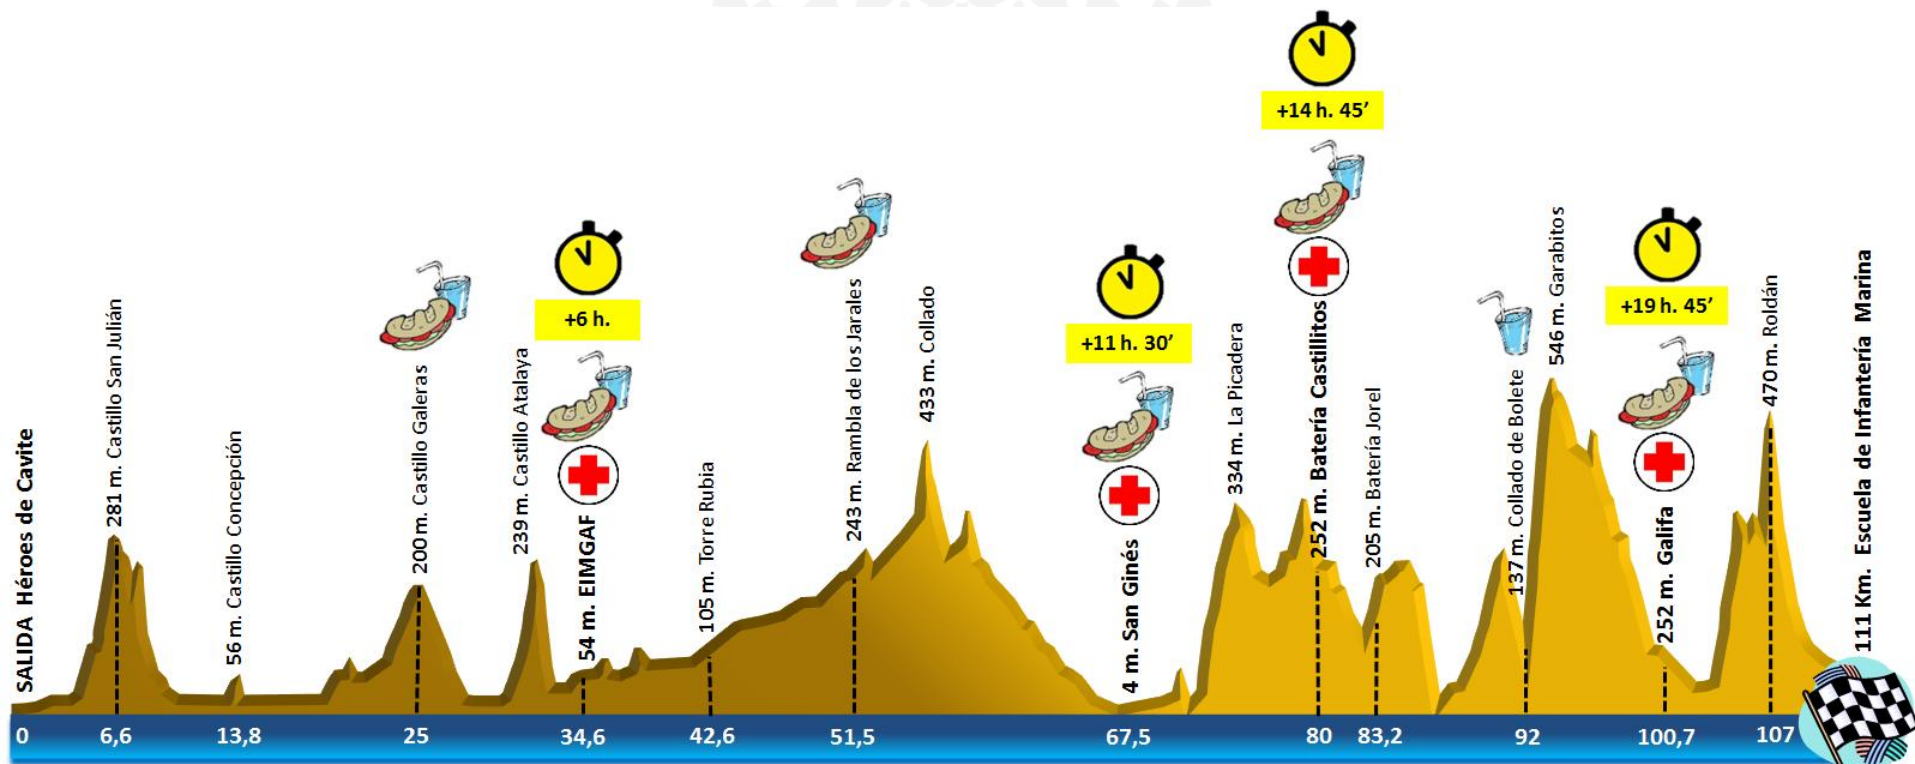 SALIDA Héroes de Cavite
281 m. Castillo San Julián
56 m. Castillo Concepción
200 m. Castillo Galeras
239 m. Castillo Atalaya
+6 h.
54 m. EIMGAF
105 m. Torre Rubia
243 m. Rambla de los Jarales
433 m. Collado
+11 h. 30’
4 m. San Ginés
334 m. La Picadera
+14 h. 45’
252 m. Batería Castillitos
205 m. Batería Jorel
137 m. Collado de Bolete
546 m. Garabitos
+19 h. 45’
252 m. Galifa
470 m. Roldán
111 Km. Escuela de Infantería Marina
0 6,6 13,8 25 34,6 42,6 51,5 67,5 80 83,2 92 100,7 107